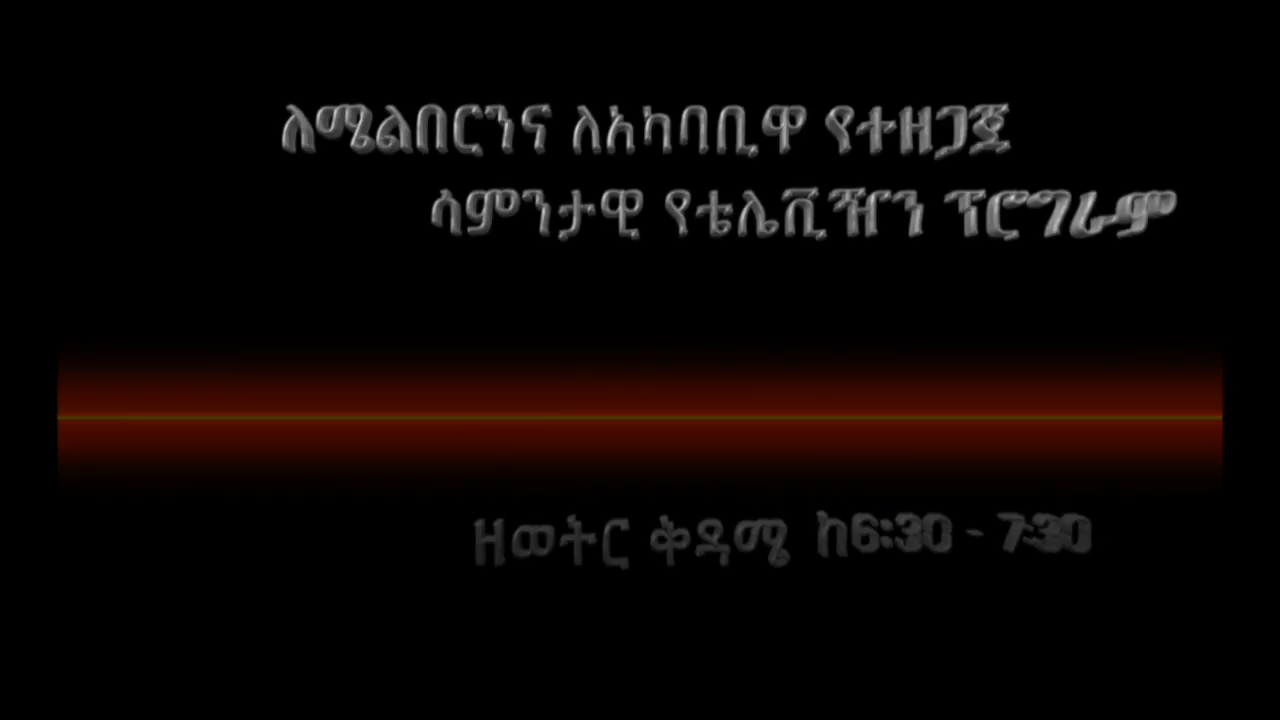 ለሜልበርንና ለአካባቢዋ የተዘጋጀ
ሳምንታዊ የቴሌቪዥን ፕሮግራም
ዘወትር ቅዳሜ ከ6:30 - 7:30